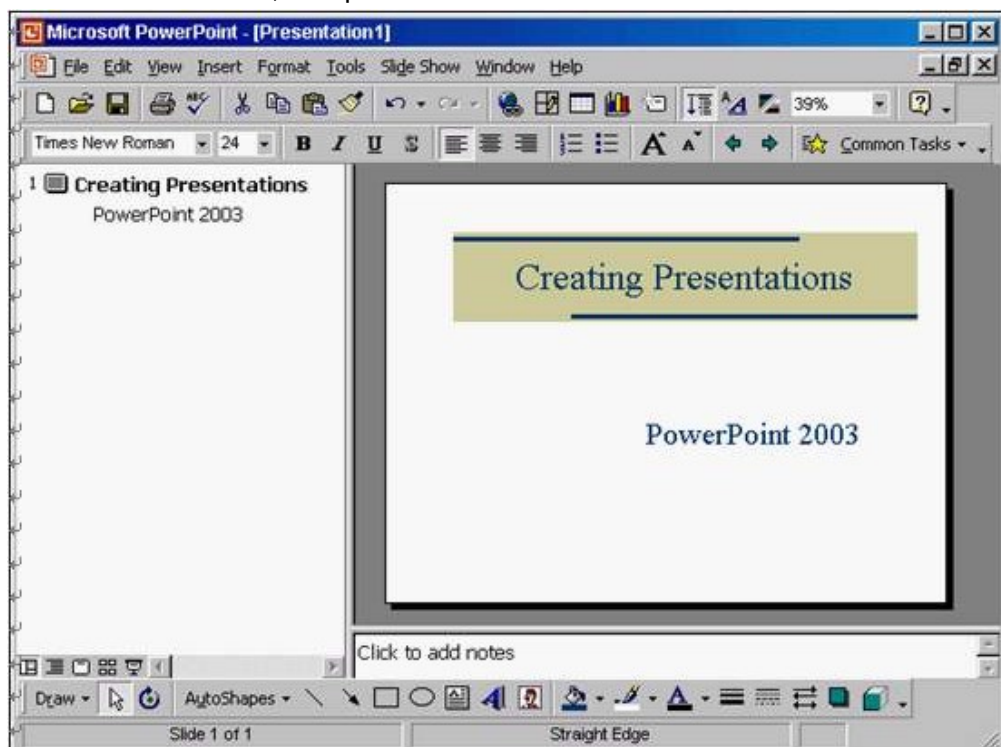 Microsoft PowerPoint - [Presentation1]
File Edit View Insert Format Tools Slide Show Window Help
ABC 39%
Times New Roman 24 B I U S A A Common Tasks
1 Creating Presentations
PowerPoint 2003
Creating Presentations
PowerPoint 2003
Click to add notes
Draw AutoShapes A A
Slide 1 of 1 Straight Edge